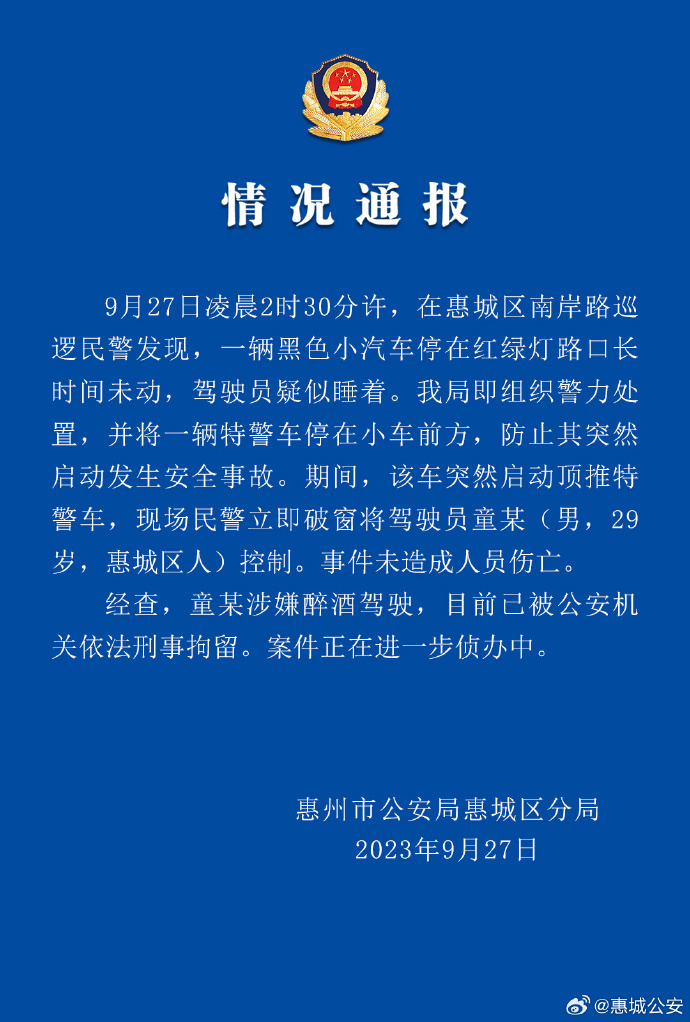 情况通报
9月27日凌晨2时30分许，在惠城区南岸路巡
逻民警发现，一辆黑色小汽车停在红绿灯路口长
时间未动，驾驶员疑似睡着。我局即组织警力处
置，并将一辆特警车停在小车前方，防止其突然
启动发生安全事故。期间，该车突然启动顶推特
警车，现场民警立即破窗将驾驶员童某（男，29
岁，惠城区人）控制。事件未造成人员伤亡。
经查，童某涉嫌醉酒驾驶，目前已被公安机
关依法刑事拘留。案件正在进一步侦办中。
惠州市公安局惠城区分局
2023年9月27日
@惠城公安